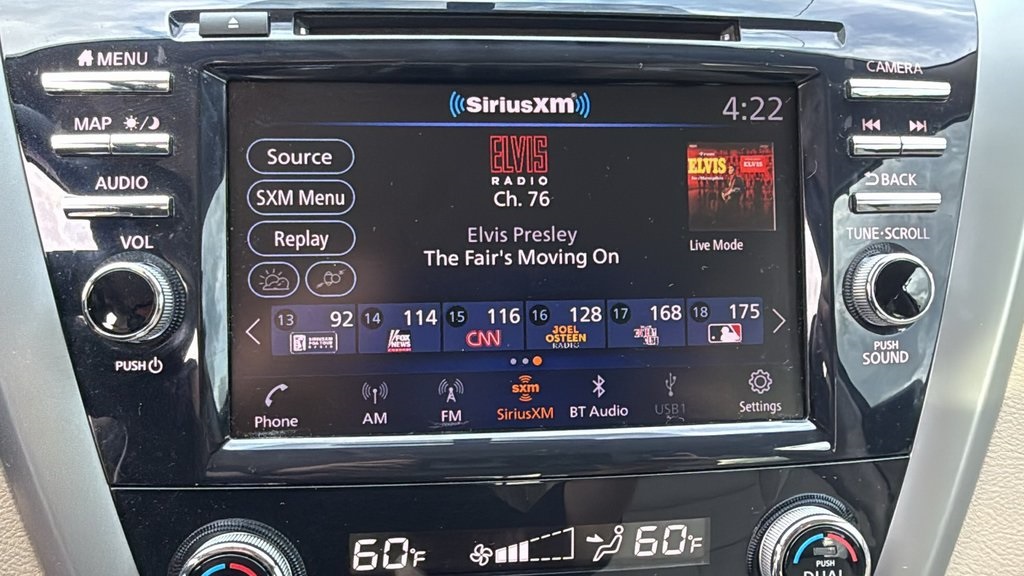 MENU
CAMERA
SiriusXM
4:22
MAP
Source
ELVIS
RADIO
Ch. 76
ELVIS
AUDIO
SXM Menu
BACK
Elvis Presley
The Fair's Moving On
Live Mode
VOL
Replay
TUNE·SCROLL
13 92
14 114
15 116
16 128
17 168
18 175
FOX
NEWS
CNN
JOEL
OSTEEN
RADIO
PUSH
PUSH
SOUND
Phone
AM
FM
sxm
SiriusXM
BT Audio
USB1
Settings
60°F
60°F
PUSH
DUAL